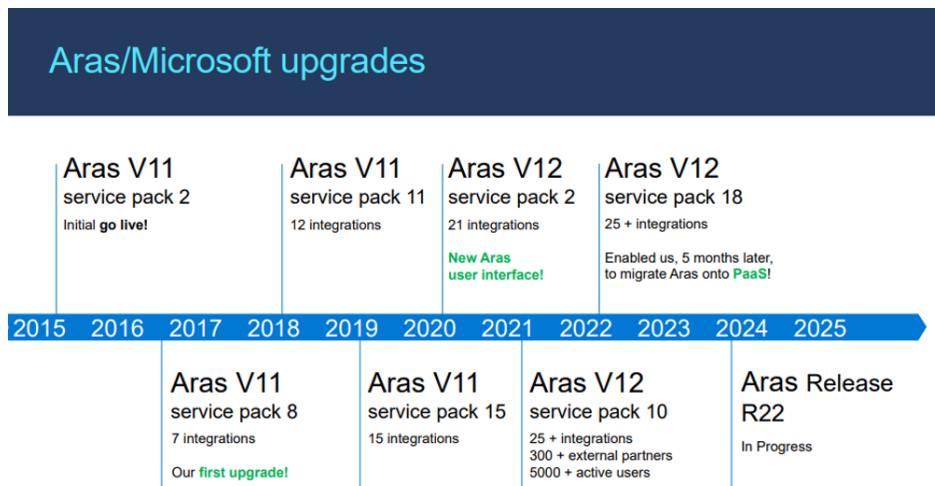 Aras/Microsoft upgrades
Aras V11
service pack 2
Initial go live!
Aras V11
service pack 11
12 integrations
Aras V12
service pack 2
21 integrations
New Aras
user interface!
Aras V12
service pack 18
25 + integrations
Enabled us, 5 months later,
to migrate Aras onto PaaS!
2015 2016 2017 2018 2019 2020 2021 2022 2023 2024 2025
Aras V11
service pack 8
7 integrations
Our first upgrade!
Aras V11
service pack 15
15 integrations
Aras V12
service pack 10
25 + integrations
300 + external partners
5000 + active users
Aras Release
R22
In Progress